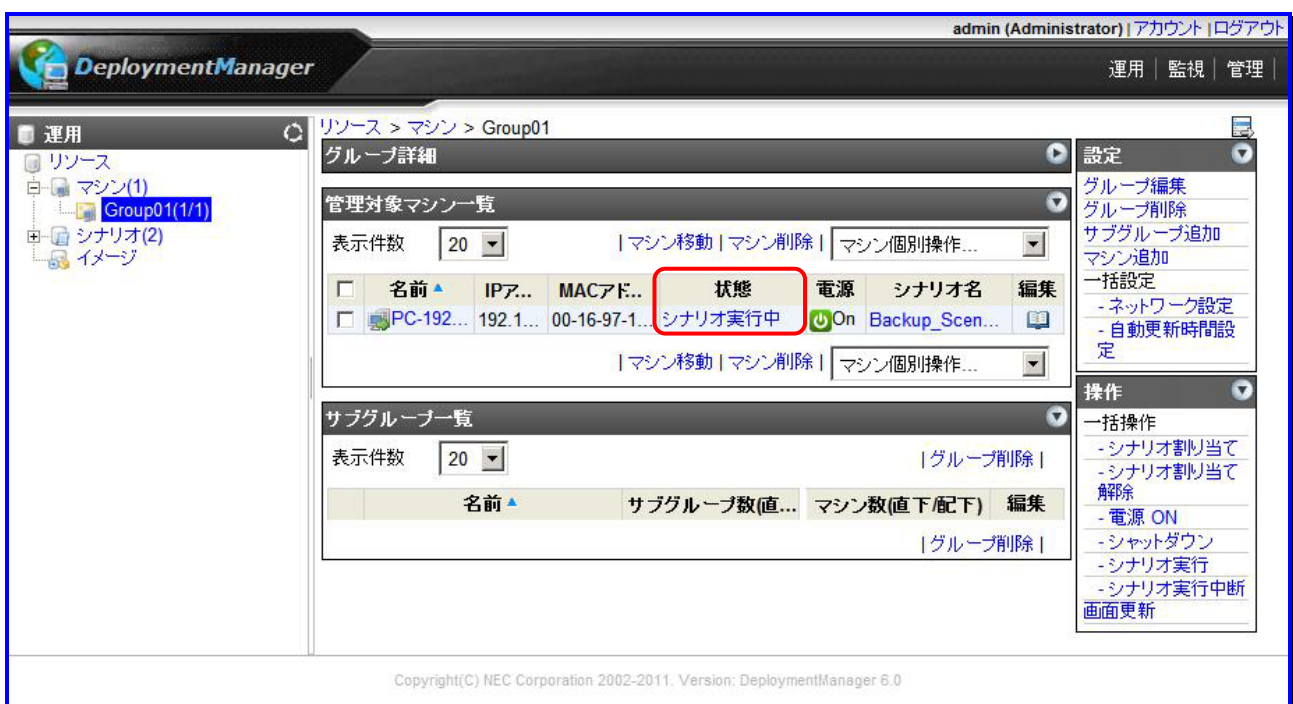 admin (Administrator) | アカウント | ログアウト
DeploymentManager
運用 | 監視 | 管理 |
運用
リソース
マシン(1)
Group01(1/1)
シナリオ(2)
イメージ
リソース > マシン > Group01
グループ詳細
管理対象マシン一覧
表示件数 20 | マシン移動 | マシン削除 | マシン個別操作...
名前 IPア... MACアド... 状態 電源 シナリオ名 編集
PC-192... 192.1... 00-16-97-1... シナリオ実行中 On Backup_Scen...
| マシン移動 | マシン削除 | マシン個別操作...
サブグループ一覧
表示件数 20 | グループ削除 |
名前 サブグループ数(直... マシン数(直下/配下) 編集
| グループ削除 |
設定
グループ編集
グループ削除
サブグループ追加
マシン追加
一括設定
- ネットワーク設定
- 自動更新時間設
定
操作
一括操作
- シナリオ割り当て
- シナリオ割り当て
解除
- 電源 ON
- シャットダウン
- シナリオ実行
- シナリオ実行中断
画面更新
Copyright(C) NEC Corporation 2002-2011. Version: DeploymentManager 6.0